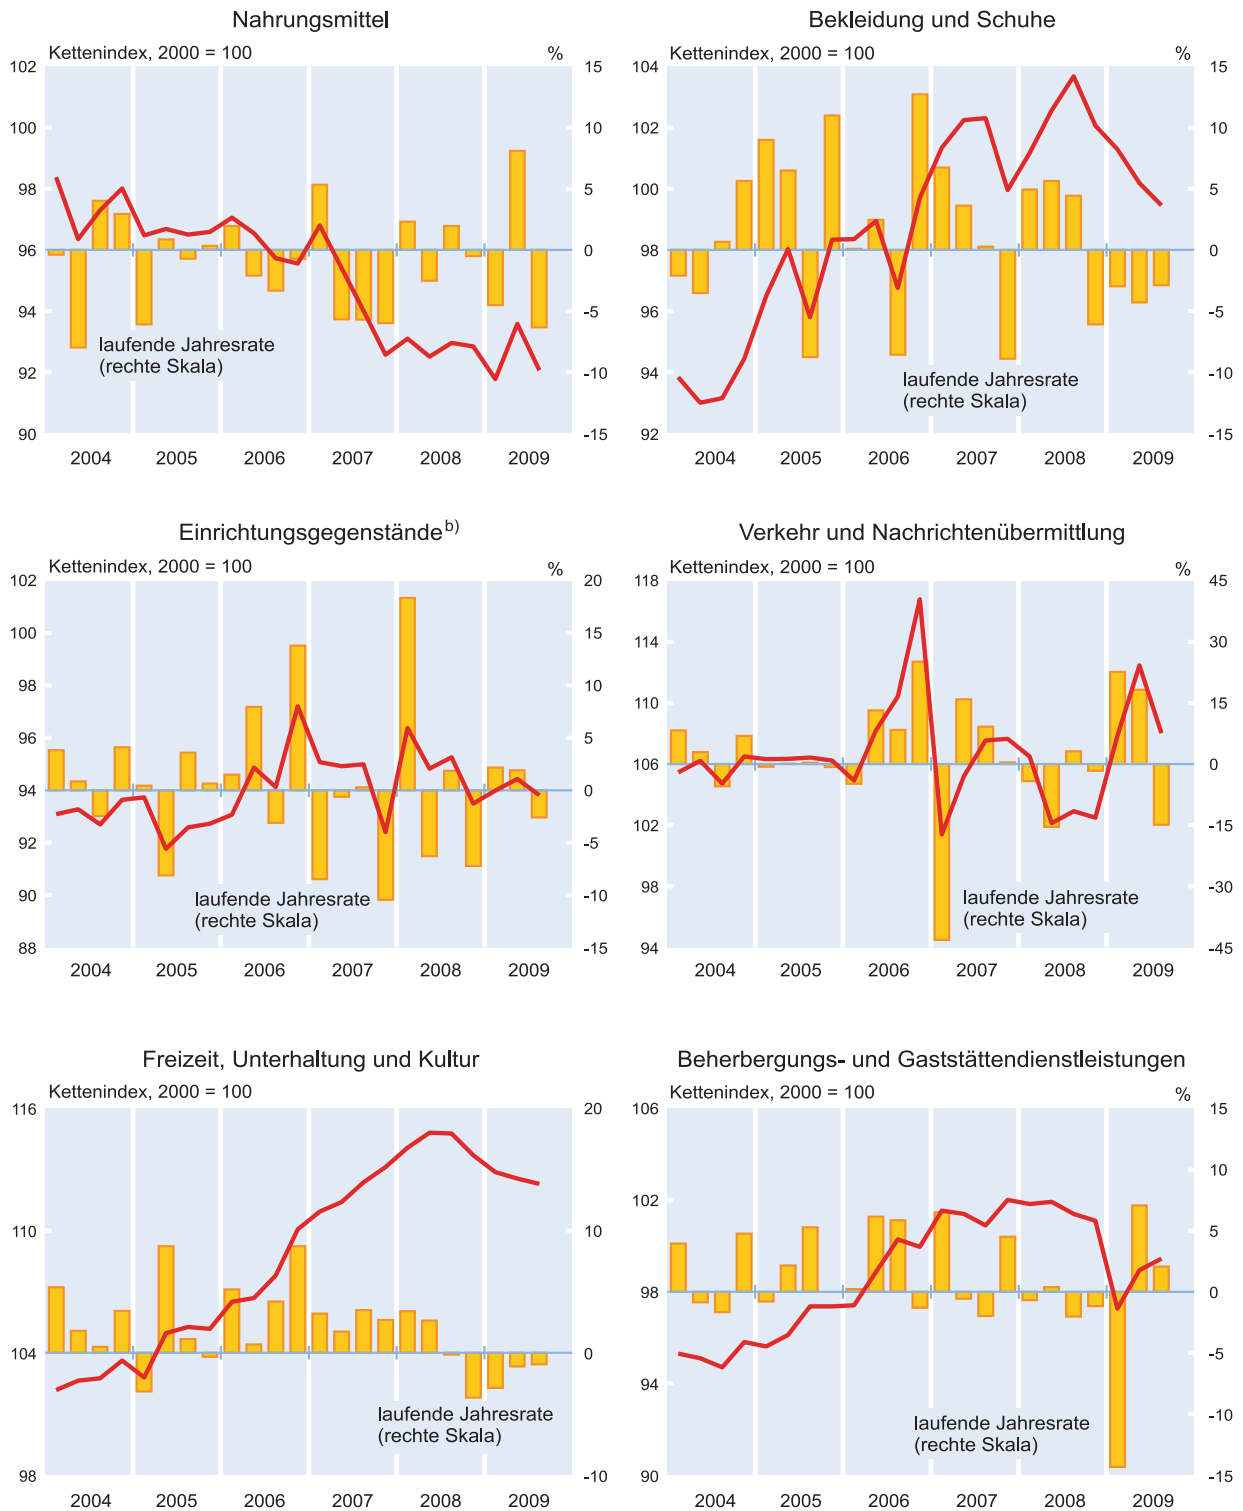 Nahrungsmittel
Kettenindex, 2000 = 100 %
102 15
100 10
98 5
96 0
94 -5
92 -10
90 -15
laufende Jahresrate
(rechte Skala)
2004 2005 2006 2007 2008 2009
Bekleidung und Schuhe
Kettenindex, 2000 = 100 %
104 15
102 10
100 5
98 0
96 -5
94 -10
92 -15
laufende Jahresrate
(rechte Skala)
2004 2005 2006 2007 2008 2009
Einrichtungsgegenstände b)
Kettenindex, 2000 = 100 %
102 20
100 15
98 10
96 5
94 0
92 -5
90 -10
88 -15
laufende Jahresrate
(rechte Skala)
2004 2005 2006 2007 2008 2009
Verkehr und Nachrichtenübermittlung
Kettenindex, 2000 = 100 %
118 45
114 30
110 15
106 0
102 -15
98 -30
94 -45
laufende Jahresrate
(rechte Skala)
2004 2005 2006 2007 2008 2009
Freizeit, Unterhaltung und Kultur
Kettenindex, 2000 = 100
116 20
110 10
104 0
98 -10
laufende Jahresrate
(rechte Skala)
2004 2005 2006 2007 2008 2009
Beherbergungs- und Gaststättendienstleistungen
Kettenindex, 2000 = 100 %
106 15
10
102 5
98 0
-5
94 -10
90 -15
laufende Jahresrate
(rechte Skala)
2004 2005 2006 2007 2008 2009